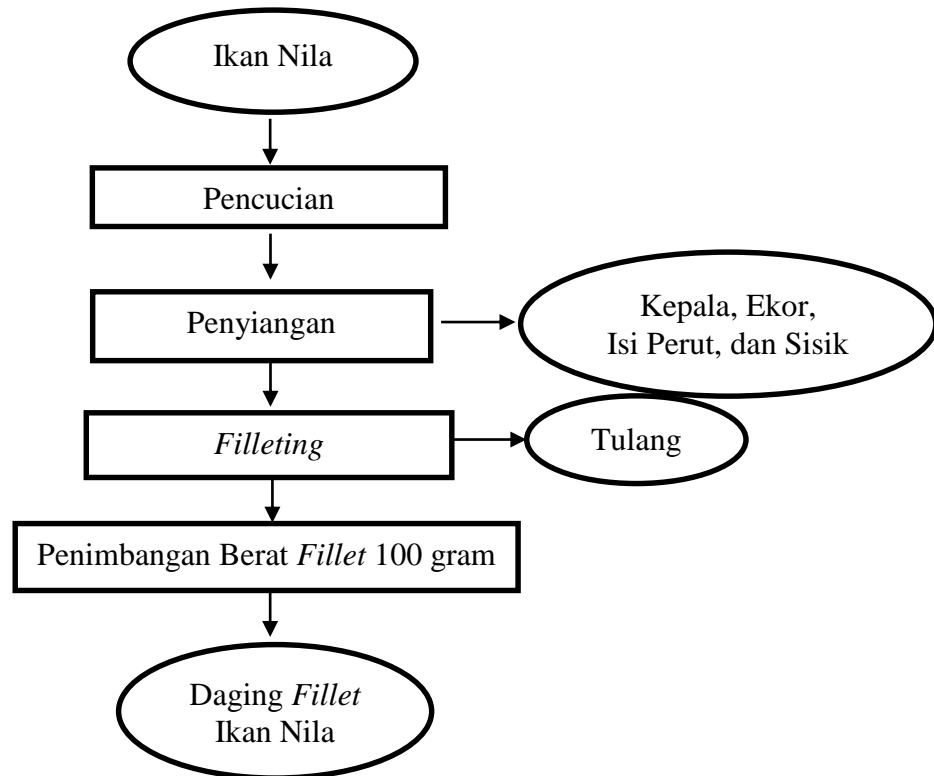 Ikan Nila
Pencucian
Penyiangan
Kepala, Ekor,
Isi Perut, dan Sisik
Filleting
Tulang
Penimbangan Berat Fillet 100 gram
Daging Fillet
Ikan Nila